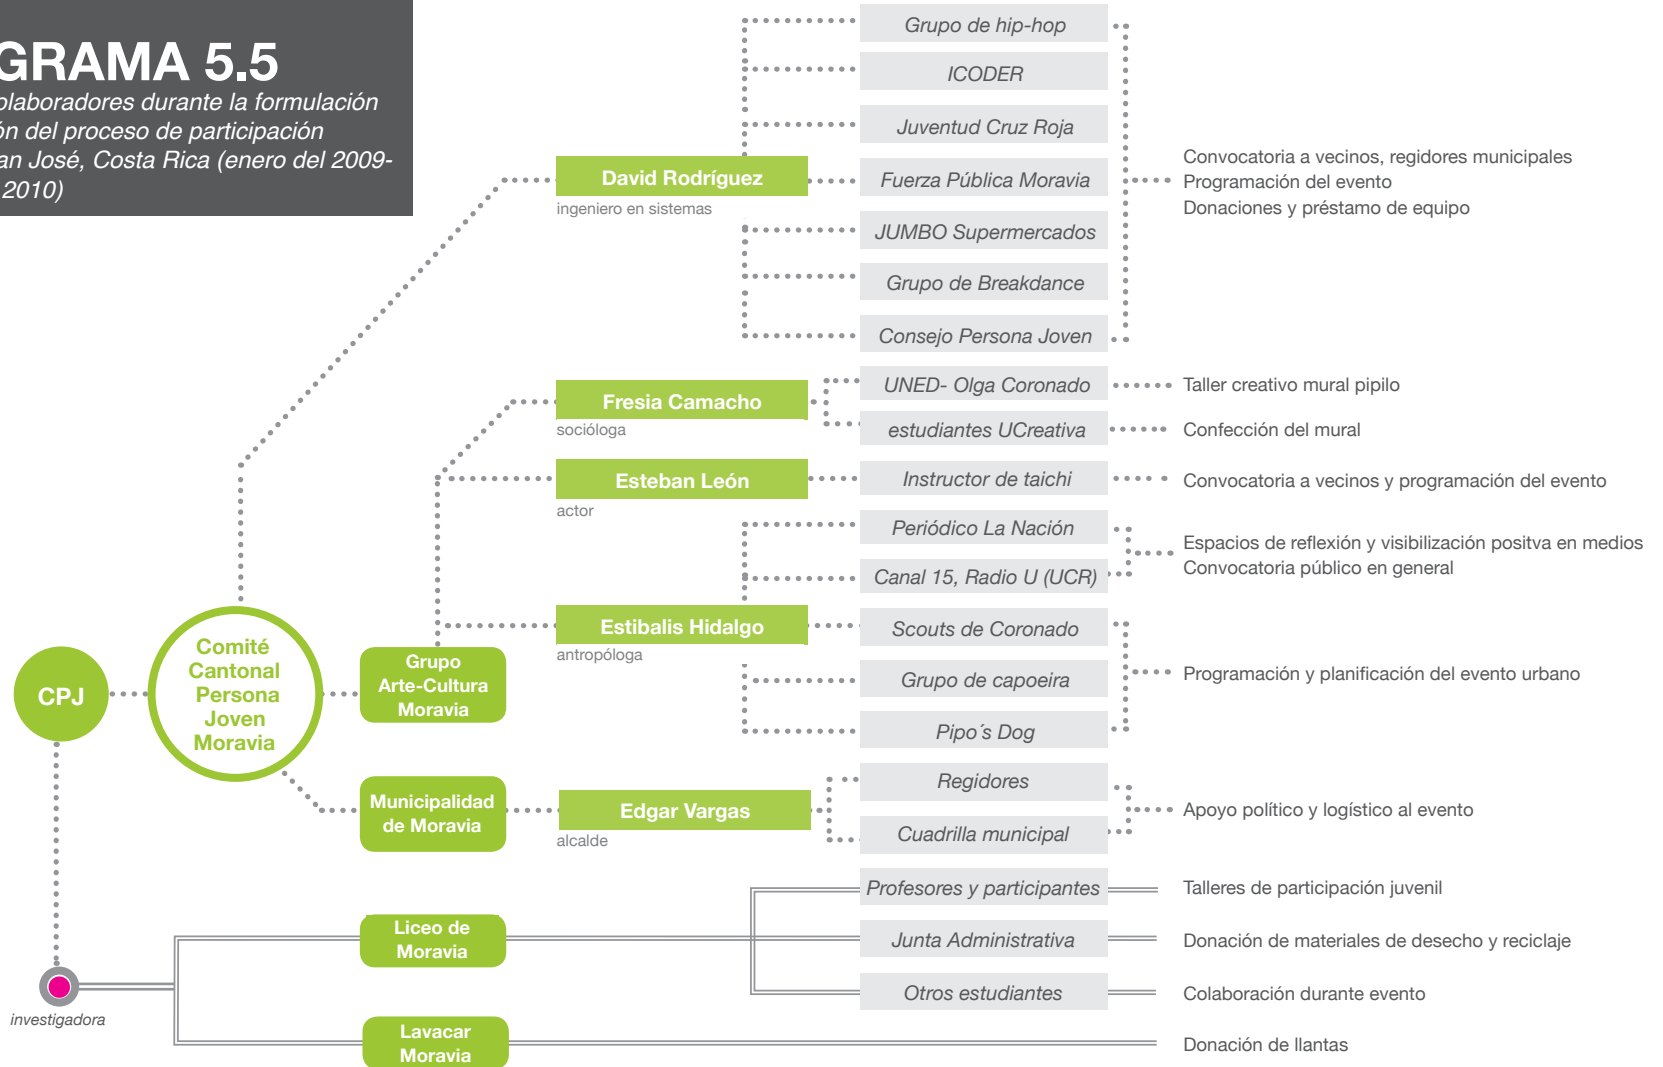 GRAMA 5.5
olaboradores durante la formulación
ón del proceso de participación
an José, Costa Rica (enero del 2009-
2010)
Grupo de hip-hop
ICODER
Juventud Cruz Roja
David Rodríguez
ingeniero en sistemas
Fuerza Pública Moravia
JUMBO Supermercados
Grupo de Breakdance
Consejo Persona Joven
Convocatoria a vecinos, regidores municipales
Programación del evento
Donaciones y préstamo de equipo
Fresia Camacho
socióloga
UNED- Olga Coronado
Taller creativo mural pipilo
estudiantes UCreativa
Confección del mural
Esteban León
actor
Instructor de taichi
Convocatoria a vecinos y programación del evento
Periódico La Nación
Canal 15, Radio U (UCR)
Espacios de reflexión y visibilización positva en medios
Convocatoria público en general
Estibalis Hidalgo
antropóloga
Scouts de Coronado
Grupo de capoeira
Pipo´s Dog
Programación y planificación del evento urbano
CPJ
Comité
Cantonal
Persona
Joven
Moravia
Grupo
Arte-Cultura
Moravia
Municipalidad
de Moravia
Edgar Vargas
alcalde
Regidores
Cuadrilla municipal
Apoyo político y logístico al evento
investigadora
Liceo de
Moravia
Profesores y participantes
Talleres de participación juvenil
Junta Administrativa
Donación de materiales de desecho y reciclaje
Otros estudiantes
Colaboración durante evento
Lavacar
Moravia
Donación de llantas